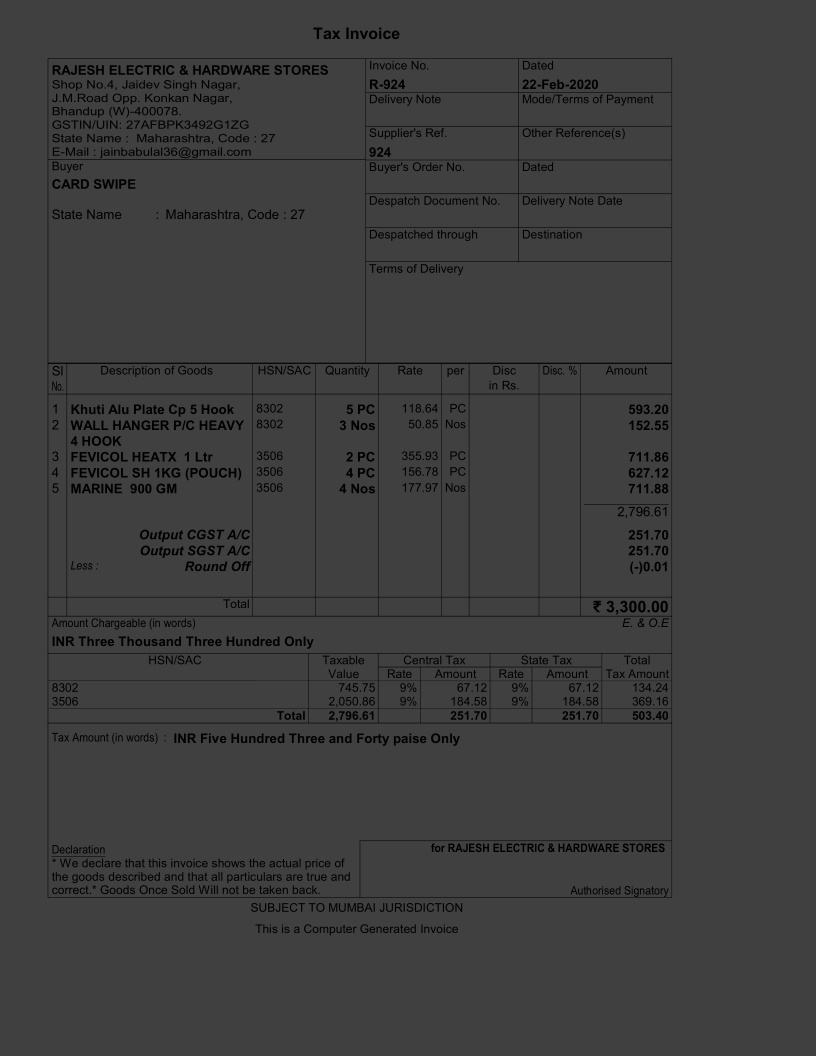 Tax Invoice
RAJESH ELECTRIC & HARDWARE STORES
Shop No.4, Jaidev Singh Nagar,
J.M.Road Opp. Konkan Nagar,
Bhandup (W)-400078.
GSTIN/UIN: 27AFBPK3492G1ZG
State Name : Maharashtra, Code : 27
E-Mail : jainbabulal36@gmail.com
Invoice No. Dated
R-924 22-Feb-2020
Delivery Note Mode/Terms of Payment
Supplier's Ref. Other Reference(s)
924
Buyer
CARD SWIPE
State Name : Maharashtra, Code : 27
Buyer's Order No. Dated
Despatch Document No. Delivery Note Date
Despatched through Destination
Terms of Delivery
Sl No. Description of Goods HSN/SAC Quantity Rate per Disc in Rs. Disc. % Amount
1 Khuti Alu Plate Cp 5 Hook 8302 5 PC 118.64 PC 593.20
2 WALL HANGER P/C HEAVY 8302 3 Nos 50.85 Nos 152.55
4 HOOK
3 FEVICOL HEATX 1 Ltr 3506 2 PC 355.93 PC 711.86
4 FEVICOL SH 1KG (POUCH) 3506 4 PC 156.78 PC 627.12
5 MARINE 900 GM 3506 4 Nos 177.97 Nos 711.88
2,796.61
Output CGST A/C 251.70
Output SGST A/C 251.70
Less : Round Off (-)0.01
Total ₹ 3,300.00
Amount Chargeable (in words) E. & O.E
INR Three Thousand Three Hundred Only
HSN/SAC Taxable Central Tax State Tax Total
Value Rate Amount Rate Amount Tax Amount
8302 745.75 9% 67.12 9% 67.12 134.24
3506 2,050.86 9% 184.58 9% 184.58 369.16
Total 2,796.61 251.70 251.70 503.40
Tax Amount (in words) : INR Five Hundred Three and Forty paise Only
Declaration
* We declare that this invoice shows the actual price of
the goods described and that all particulars are true and
correct.* Goods Once Sold Will not be taken back.
for RAJESH ELECTRIC & HARDWARE STORES
Authorised Signatory
SUBJECT TO MUMBAI JURISDICTION
This is a Computer Generated Invoice